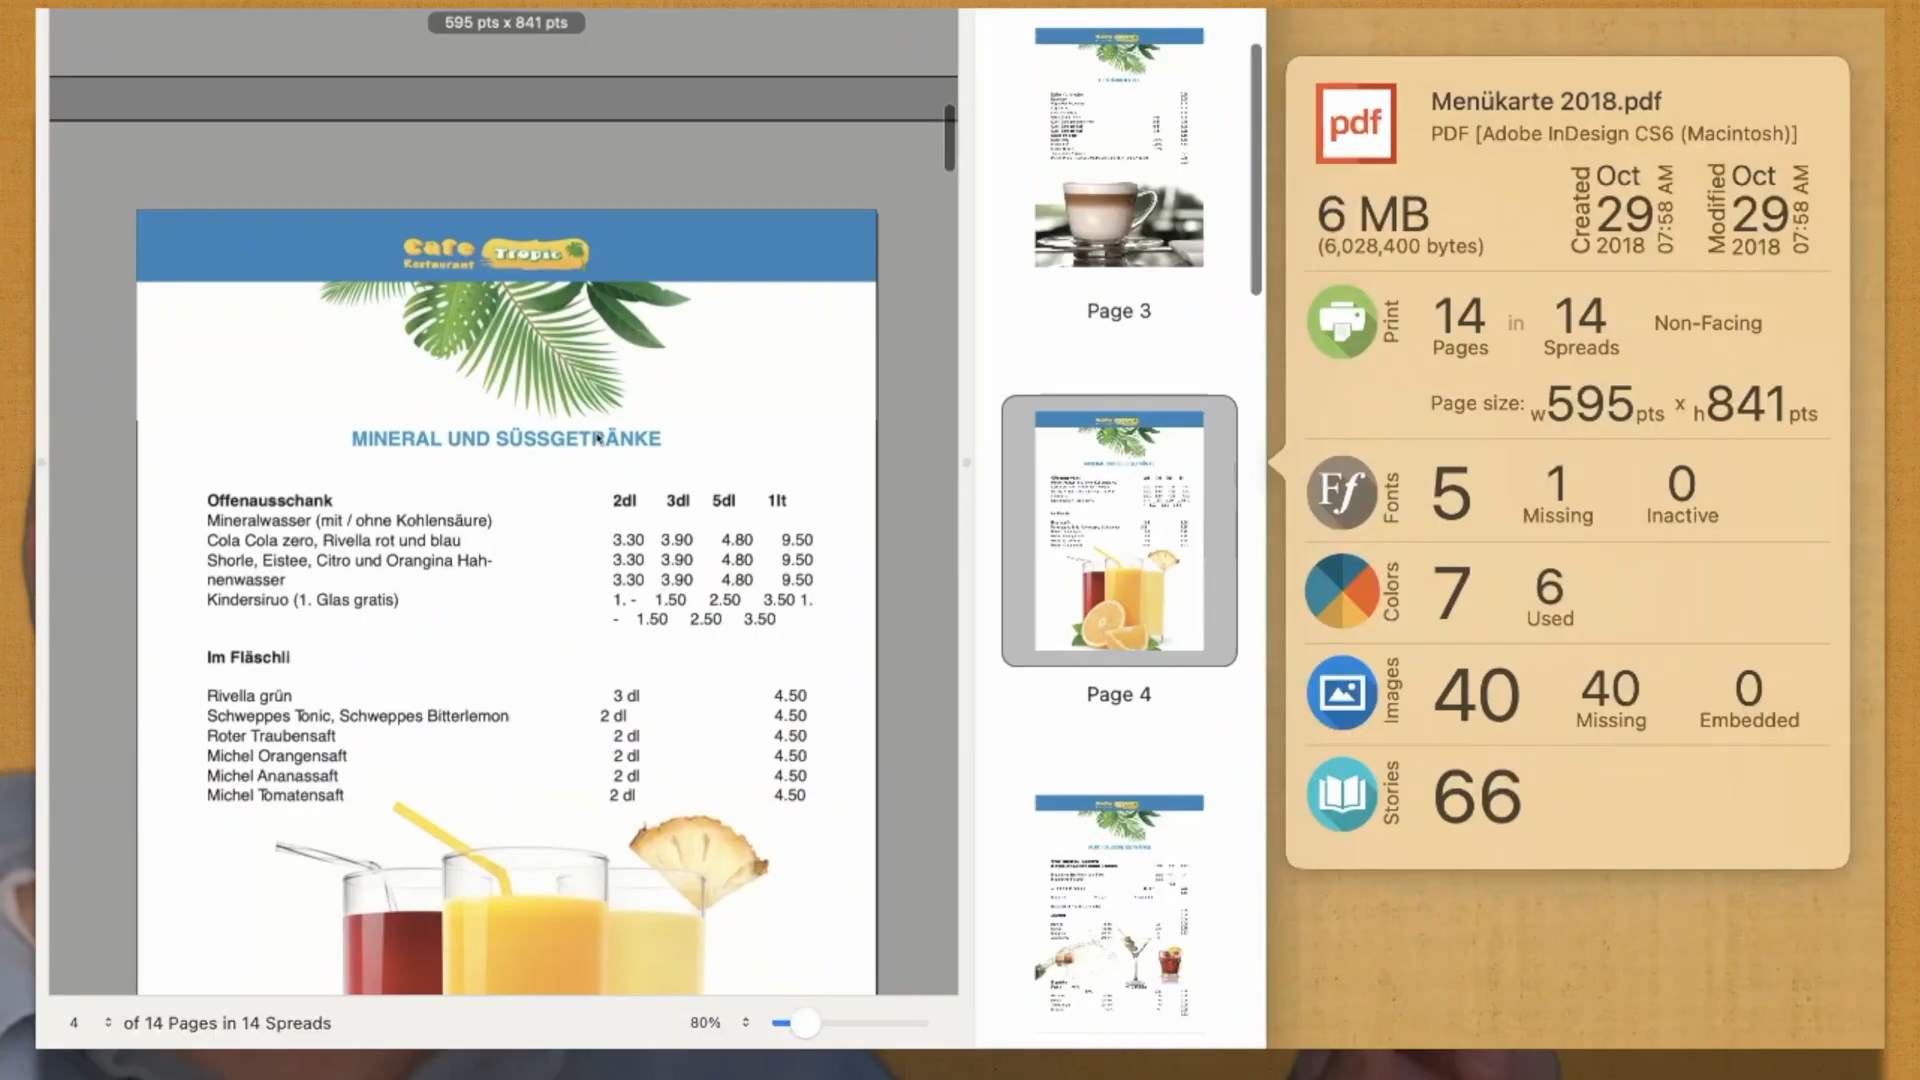 595 pts x 841 pts
Cafe
Restaurant
Tropic
MINERAL UND SÜSSGETRÄNKE
Offenausschank 2dl 3dl 5dl 1lt
Mineralwasser (mit / ohne Kohlensäure)
Cola Cola zero, Rivella rot und blau 3.30 3.90 4.80 9.50
Shorle, Eistee, Citro und Orangina Hah- 3.30 3.90 4.80 9.50
nenwasser 3.30 3.90 4.80 9.50
Kindersiruo (1. Glas gratis) 1. - 1.50 2.50 3.50 1.
- 1.50 2.50 3.50
Im Fläschli
Rivella grün 3 dl 4.50
Schweppes Tonic, Schweppes Bitterlemon 2 dl 4.50
Roter Traubensaft 2 dl 4.50
Michel Orangensaft 2 dl 4.50
Michel Ananassaft 2 dl 4.50
Michel Tomatensaft 2 dl 4.50
4 of 14 Pages in 14 Spreads
80%
Page 3
Page 4
pdf
Menükarte 2018.pdf
PDF [Adobe InDesign CS6 (Macintosh)]
6 MB
(6,028,400 bytes)
Created
Oct
29
2018
07:58 AM
Modified
Oct
29
2018
07:58 AM
Print
14 in 14 Non-Facing
Pages Spreads
Page size: w595pts x h841pts
Ff
Fonts
5 1 0
Missing Inactive
Colors
7 6
Used
Images
40 40 0
Missing Embedded
Stories
66